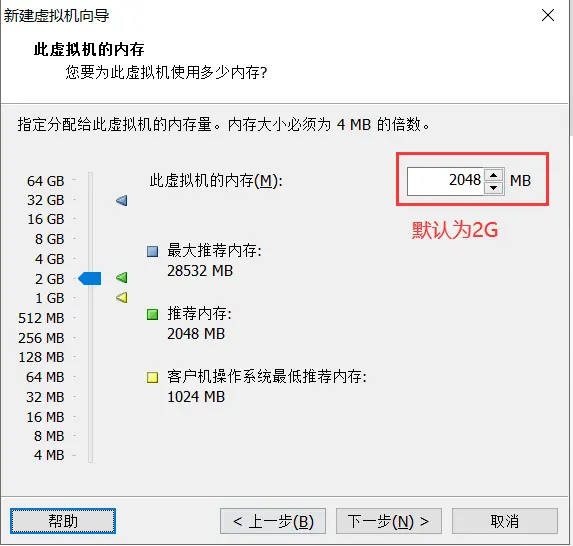 新建虚拟机向导
此虚拟机的内存
您要为此虚拟机使用多少内存?
指定分配给此虚拟机的内存量。内存大小必须为 4 MB 的倍数。
64 GB
32 GB
16 GB
8 GB
4 GB
2 GB
1 GB
512 MB
256 MB
128 MB
64 MB
32 MB
16 MB
8 MB
4 MB
此虚拟机的内存(M):
2048 MB
默认为2G
最大推荐内存:
28532 MB
推荐内存:
2048 MB
客户机操作系统最低推荐内存:
1024 MB
帮助
< 上一步(B)
下一步(N) >
取消